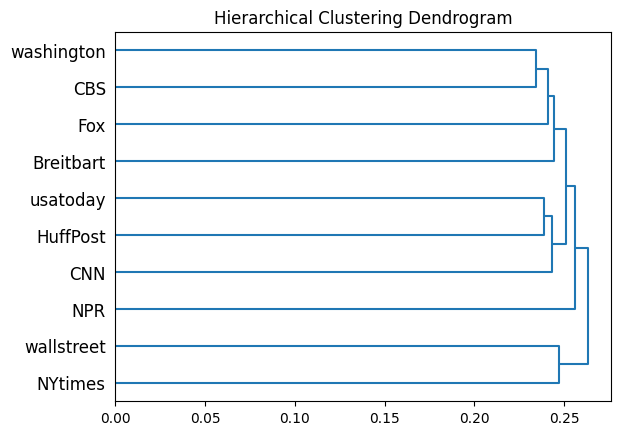 Hierarchical Clustering Dendrogram
washington
CBS
Fox
Breitbart
usatoday
HuffPost
CNN
NPR
wallstreet
NYtimes
0.00 0.05 0.10 0.15 0.20 0.25